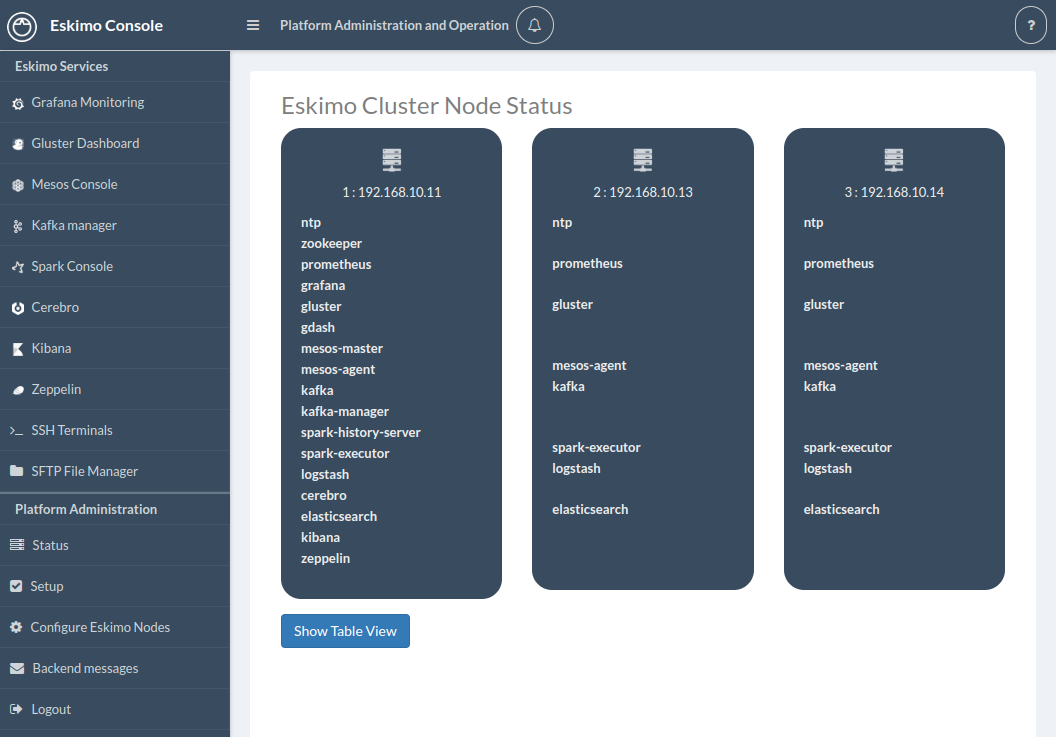 Eskimo Console
Platform Administration and Operation
?
Eskimo Services
Grafana Monitoring
Gluster Dashboard
Mesos Console
Kafka manager
Spark Console
Cerebro
Kibana
Zeppelin
SSH Terminals
SFTP File Manager
Platform Administration
Status
Setup
Configure Eskimo Nodes
Backend messages
Logout
Eskimo Cluster Node Status
1 : 192.168.10.11
ntp
zookeeper
prometheus
grafana
gluster
gdash
mesos-master
mesos-agent
kafka
kafka-manager
spark-history-server
spark-executor
logstash
cerebro
elasticsearch
kibana
zeppelin
2 : 192.168.10.13
ntp
prometheus
gluster
mesos-agent
kafka
spark-executor
logstash
elasticsearch
3 : 192.168.10.14
ntp
prometheus
gluster
mesos-agent
kafka
spark-executor
logstash
elasticsearch
Show Table View